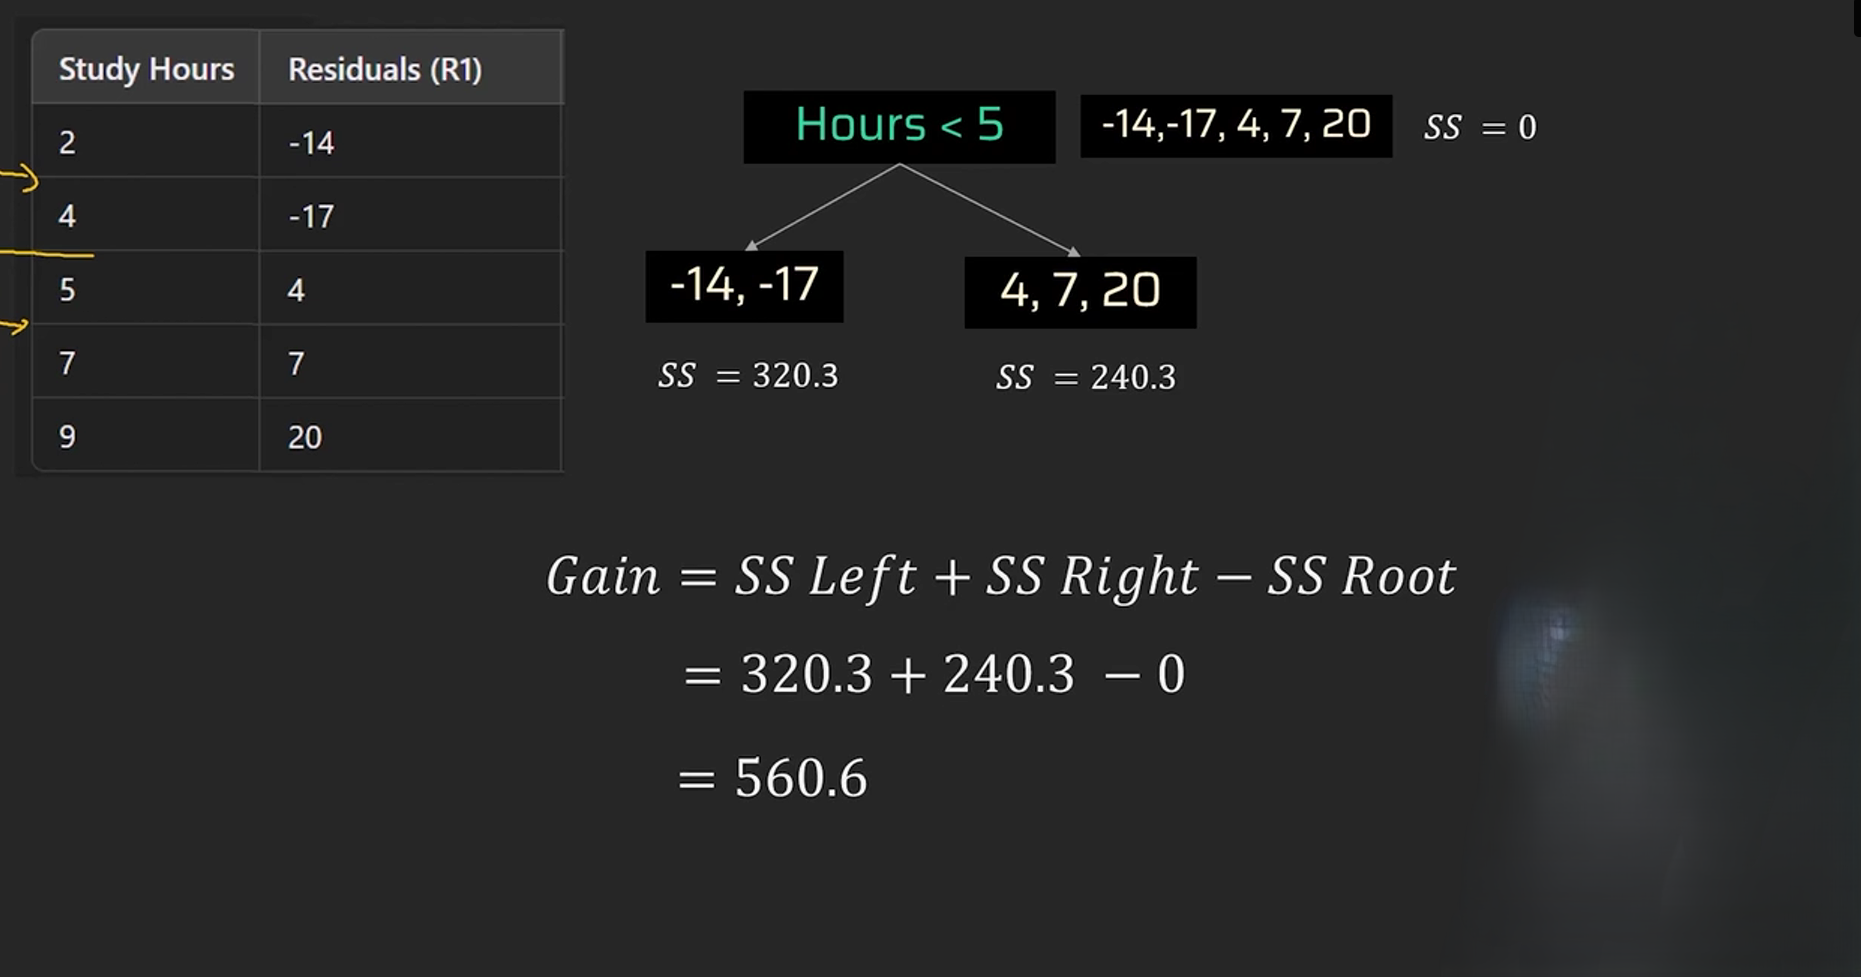 Study Hours Residuals (R1)
2 -14
4 -17
5 4
7 7
9 20
Hours < 5
-14,-17, 4, 7, 20
SS = 0
-14, -17
4, 7, 20
SS = 320.3
SS = 240.3
Gain = SS Left + SS Right − SS Root
= 320.3 + 240.3 − 0
= 560.6